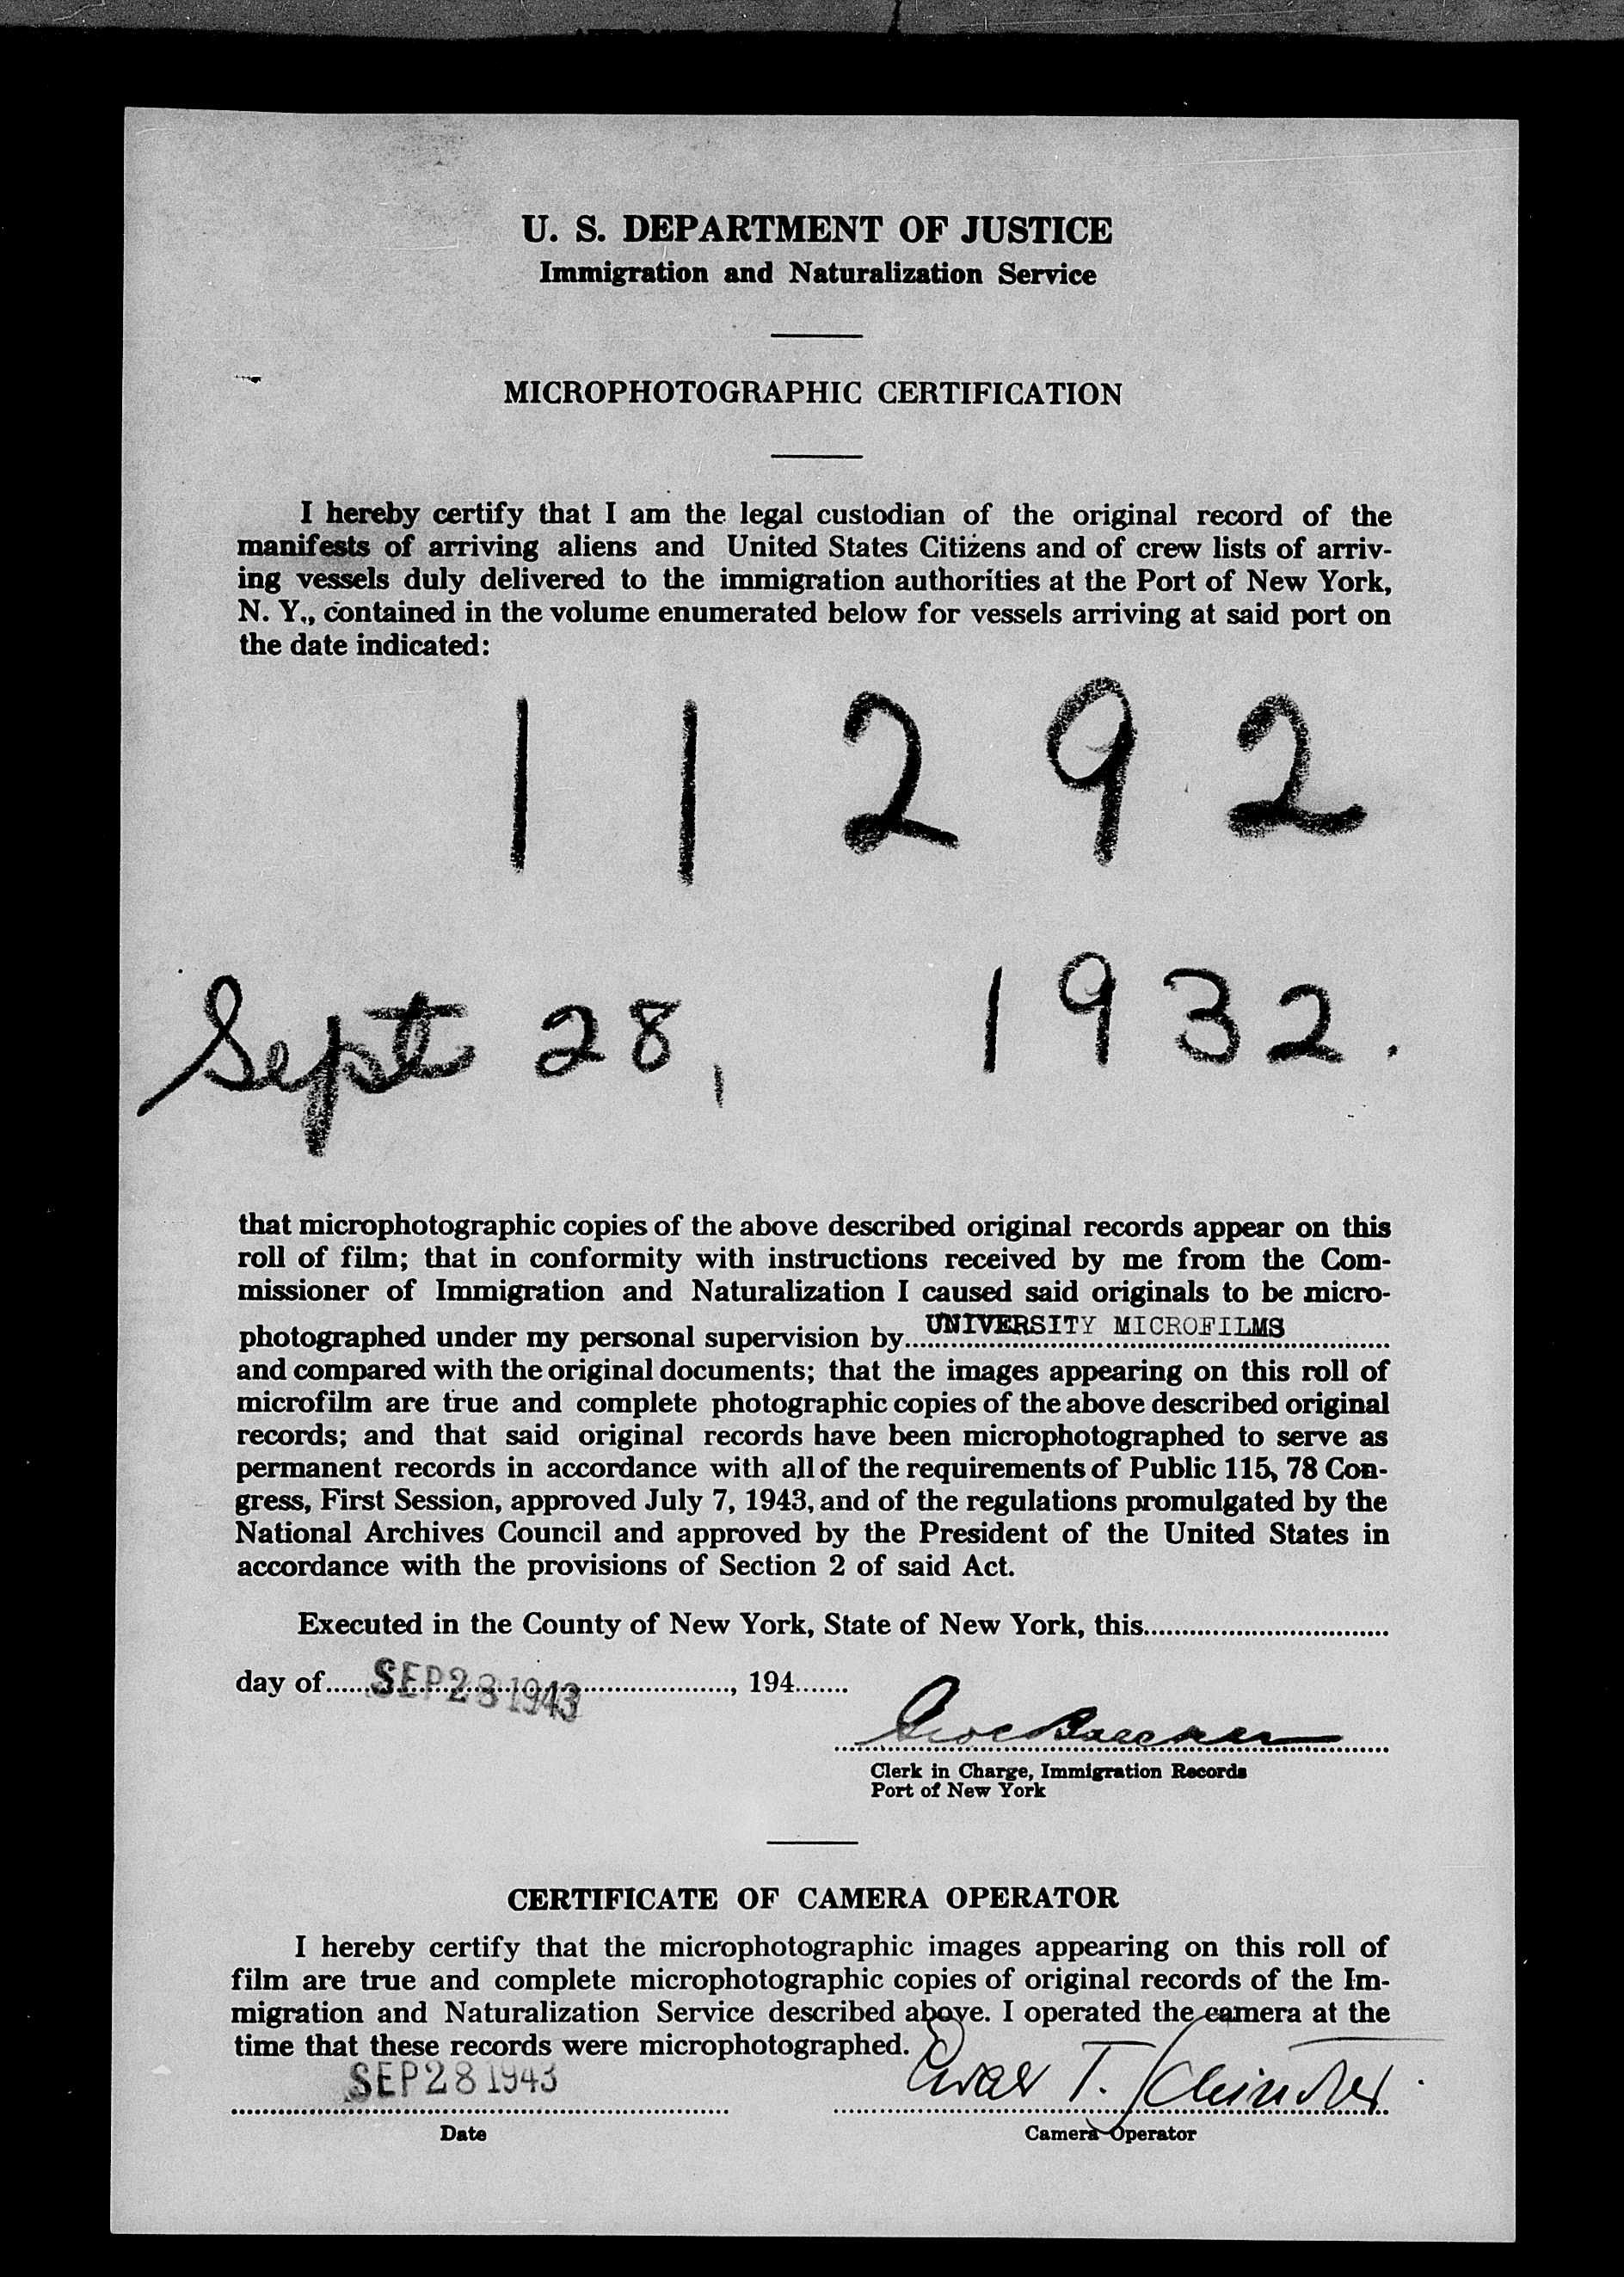 U. S. DEPARTMENT OF JUSTICE
Immigration and Naturalization Service
MICROPHOTOGRAPHIC CERTIFICATION
I hereby certify that I am the legal custodian of the original record of the
manifests of arriving aliens and United States Citizens and of crew lists of arriv-
ing vessels duly delivered to the immigration authorities at the Port of New York,
N. Y., contained in the volume enumerated below for vessels arriving at said port on
the date indicated:
1 1 2 9 2
Sept 28, 1932.
that microphotographic copies of the above described original records appear on this
roll of film; that in conformity with instructions received by me from the Com-
missioner of Immigration and Naturalization I caused said originals to be micro-
photographed under my personal supervision by UNIVERSITY MICROFILMS
and compared with the original documents; that the images appearing on this roll of
microfilm are true and complete photographic copies of the above described original
records; and that said original records have been microphotographed to serve as
permanent records in accordance with all of the requirements of Public 115, 78 Con-
gress, First Session, approved July 7, 1943, and of the regulations promulgated by the
National Archives Council and approved by the President of the United States in
accordance with the provisions of Section 2 of said Act.
Executed in the County of New York, State of New York, this
day of SEP 28 1943, 194
Clerk in Charge, Immigration Records
Port of New York
CERTIFICATE OF CAMERA OPERATOR
I hereby certify that the microphotographic images appearing on this roll of
film are true and complete microphotographic copies of original records of the Im-
migration and Naturalization Service described above. I operated the camera at the
time that these records were microphotographed.
SEP 28 1943 T.
Date Camera Operator